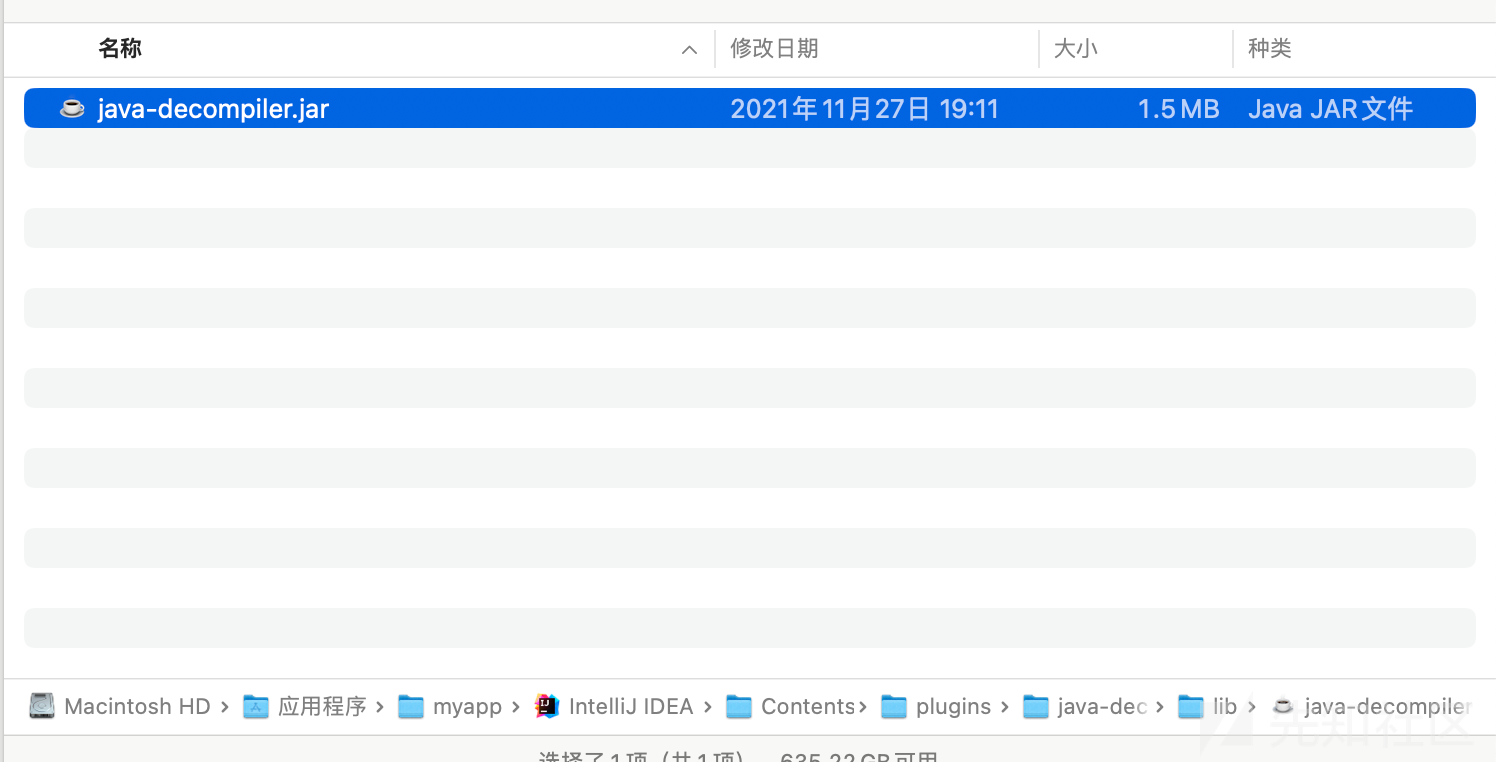 名称 修改日期 大小 种类
java-decompiler.jar 2021年11月27日 19:11 1.5 MB Java JAR文件
Macintosh HD › 应用程序 › myapp › IntelliJ IDEA › Contents › plugins › java-dec › lib › java-decompiler
先知社区
选择了1项（共1项） 635.22 GB可用